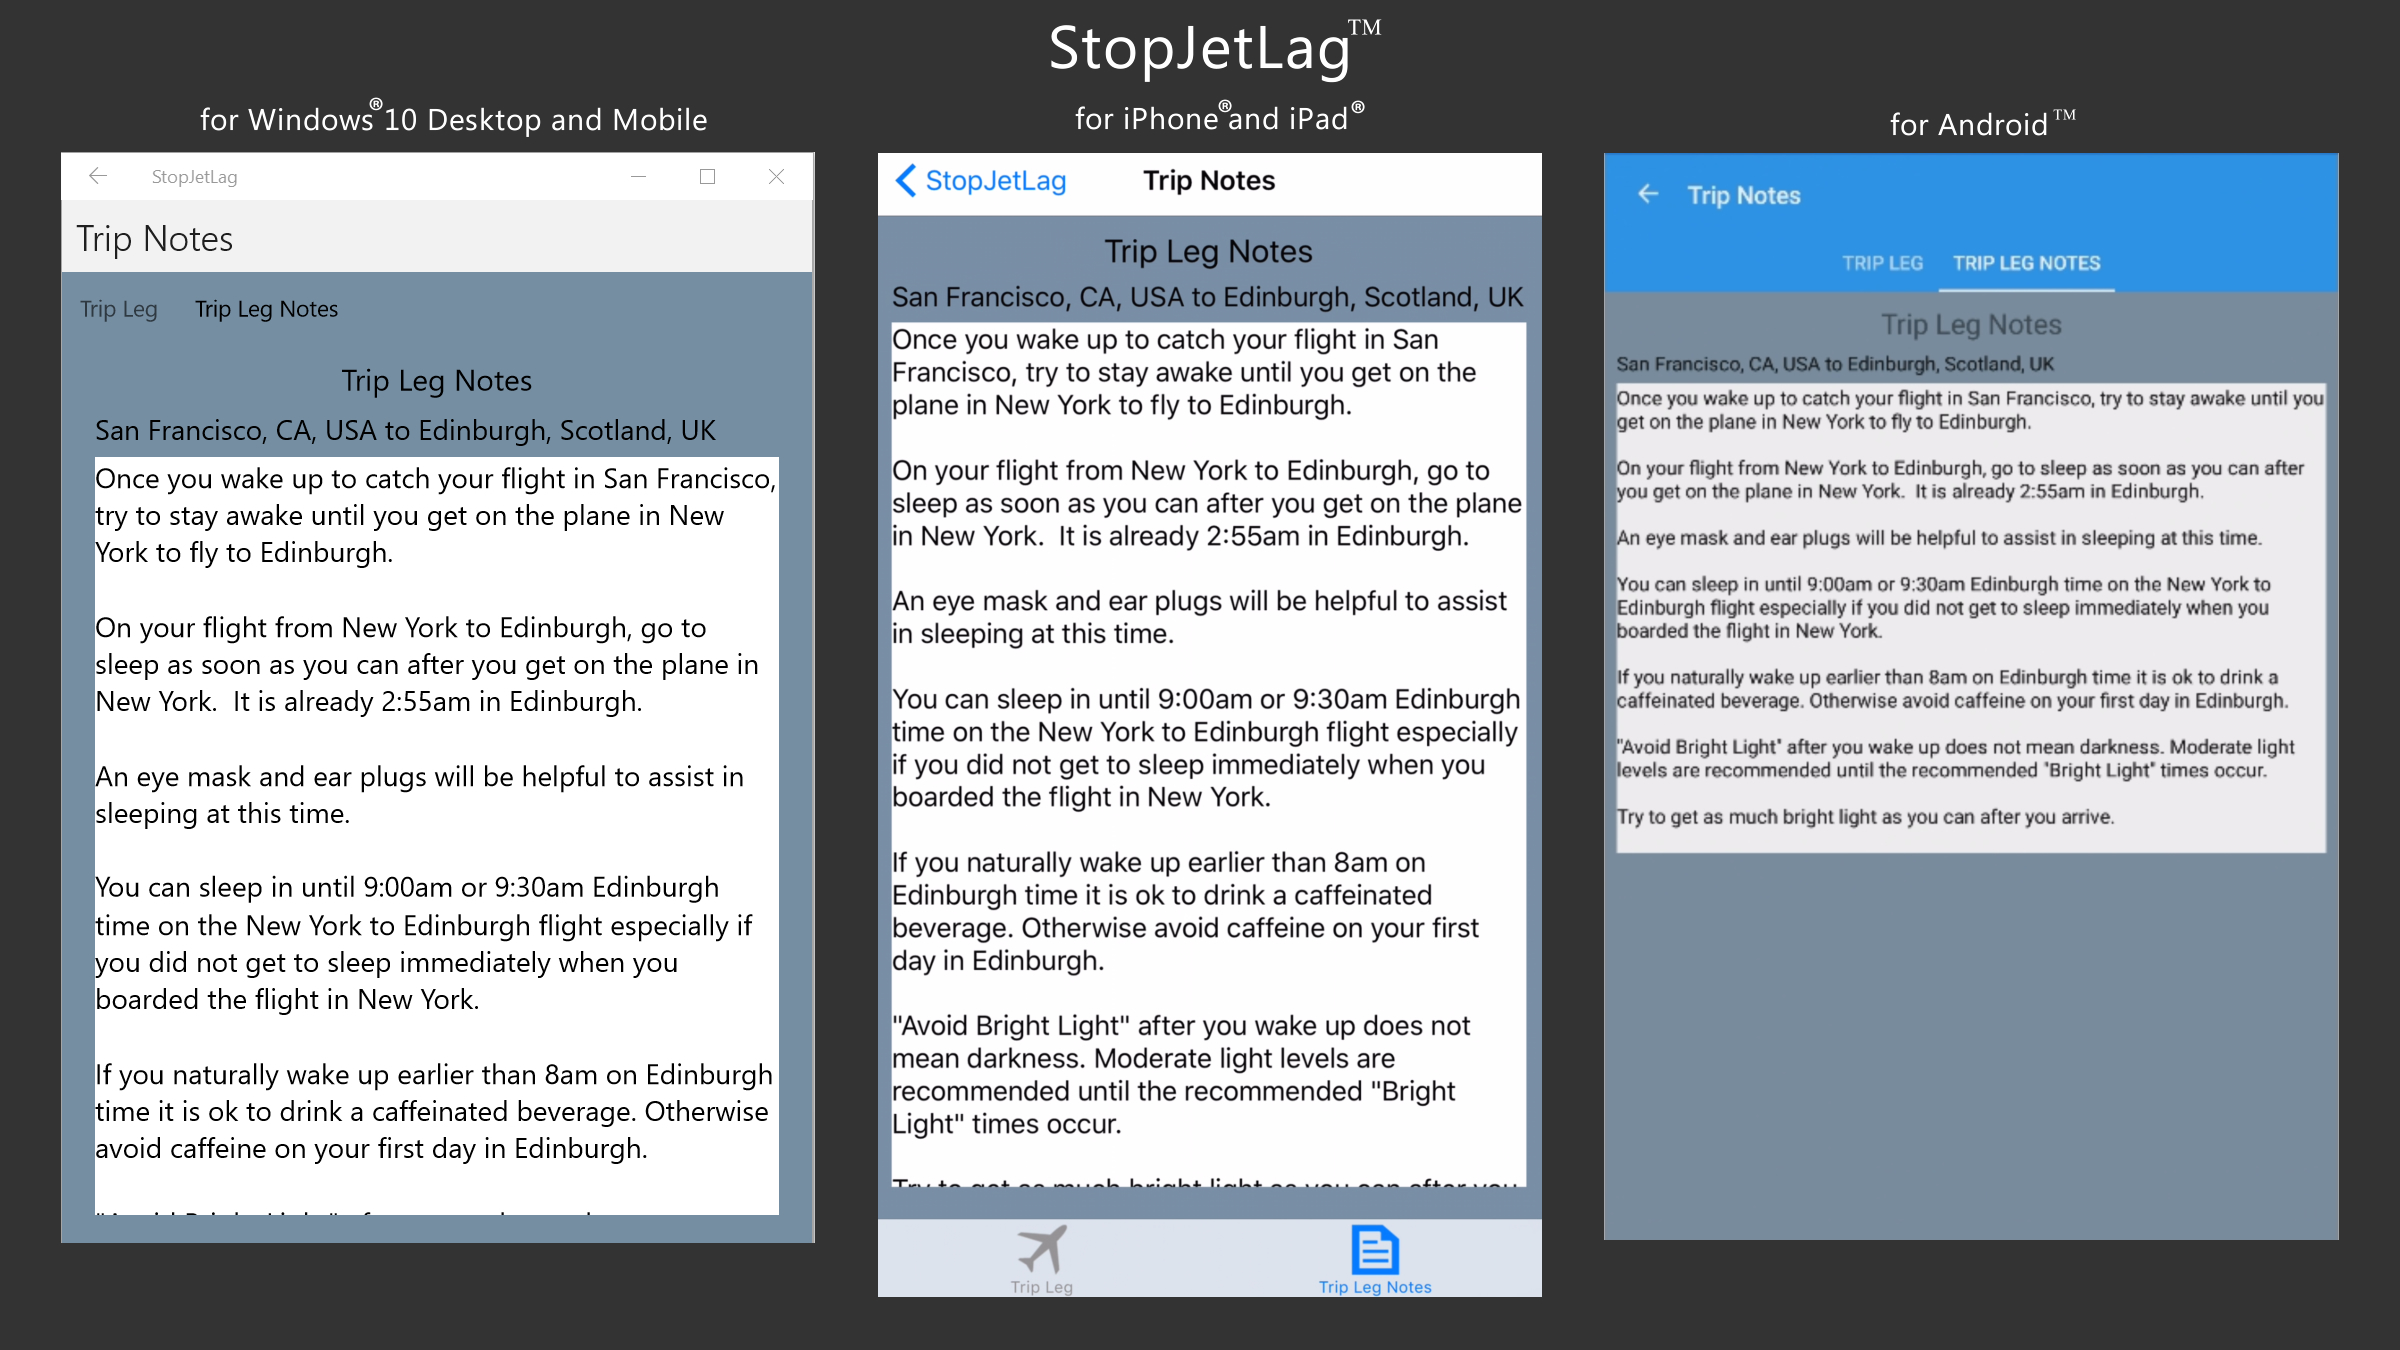 StopJetLag™
for Windows®10 Desktop and Mobile
StopJetLag
Trip Notes
Trip Leg Trip Leg Notes
Trip Leg Notes
San Francisco, CA, USA to Edinburgh, Scotland, UK
Once you wake up to catch your flight in San Francisco,
try to stay awake until you get on the plane in New
York to fly to Edinburgh.
On your flight from New York to Edinburgh, go to
sleep as soon as you can after you get on the plane in
New York.  It is already 2:55am in Edinburgh.
An eye mask and ear plugs will be helpful to assist in
sleeping at this time.
You can sleep in until 9:00am or 9:30am Edinburgh
time on the New York to Edinburgh flight especially if
you did not get to sleep immediately when you
boarded the flight in New York.
If you naturally wake up earlier than 8am on Edinburgh
time it is ok to drink a caffeinated beverage. Otherwise
avoid caffeine on your first day in Edinburgh.
for iPhone® and iPad®
StopJetLag Trip Notes
Trip Leg Notes
San Francisco, CA, USA to Edinburgh, Scotland, UK
Once you wake up to catch your flight in San
Francisco, try to stay awake until you get on the
plane in New York to fly to Edinburgh.
On your flight from New York to Edinburgh, go to
sleep as soon as you can after you get on the plane
in New York.  It is already 2:55am in Edinburgh.
An eye mask and ear plugs will be helpful to assist
in sleeping at this time.
You can sleep in until 9:00am or 9:30am Edinburgh
time on the New York to Edinburgh flight especially
if you did not get to sleep immediately when you
boarded the flight in New York.
If you naturally wake up earlier than 8am on
Edinburgh time it is ok to drink a caffeinated
beverage. Otherwise avoid caffeine on your first
day in Edinburgh.
"Avoid Bright Light" after you wake up does not
mean darkness. Moderate light levels are
recommended until the recommended "Bright
Light" times occur.
Try to get as much bright light as you can after you
Trip Leg Trip Leg Notes
for Android™
Trip Notes
TRIP LEG TRIP LEG NOTES
Trip Leg Notes
San Francisco, CA, USA to Edinburgh, Scotland, UK
Once you wake up to catch your flight in San Francisco, try to stay awake until you
get on the plane in New York to fly to Edinburgh.
On your flight from New York to Edinburgh, go to sleep as soon as you can after
you get on the plane in New York.  It is already 2:55am in Edinburgh.
An eye mask and ear plugs will be helpful to assist in sleeping at this time.
You can sleep in until 9:00am or 9:30am Edinburgh time on the New York to
Edinburgh flight especially if you did not get to sleep immediately when you
boarded the flight in New York.
If you naturally wake up earlier than 8am on Edinburgh time it is ok to drink a
caffeinated beverage. Otherwise avoid caffeine on your first day in Edinburgh.
"Avoid Bright Light" after you wake up does not mean darkness. Moderate light
levels are recommended until the recommended "Bright Light" times occur.
Try to get as much bright light as you can after you arrive.